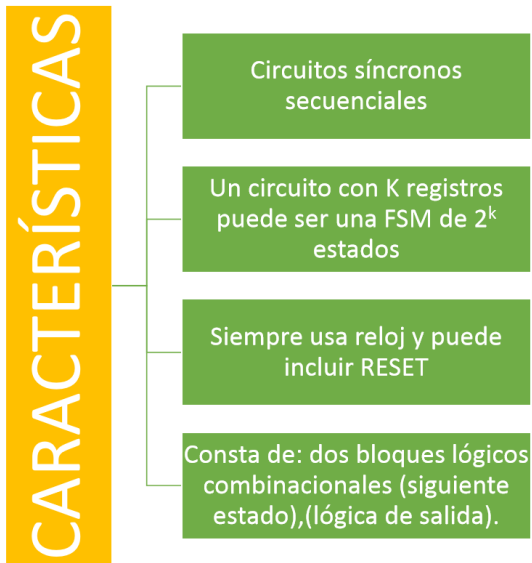 CARACTERÍSTICAS
Circuitos síncronos
secuenciales
Un circuito con K registros
puede ser una FSM de 2ᵏ
estados
Siempre usa reloj y puede
incluir RESET
Consta de: dos bloques lógicos
combinacionales (siguiente
estado),(lógica de salida).